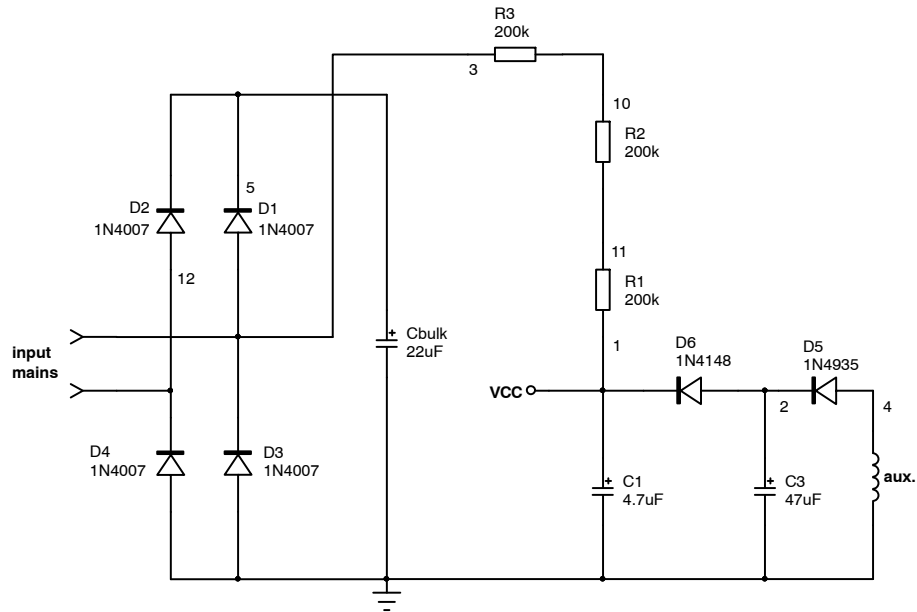 R3
200k
3
10
R2
200k
5
D2
1N4007
D1
1N4007
11
12
R1
200k
input
mains
Cbulk
22uF
1
D6
1N4148
D5
1N4935
VCC
2
4
D4
1N4007
D3
1N4007
C1
4.7uF
C3
47uF
aux.